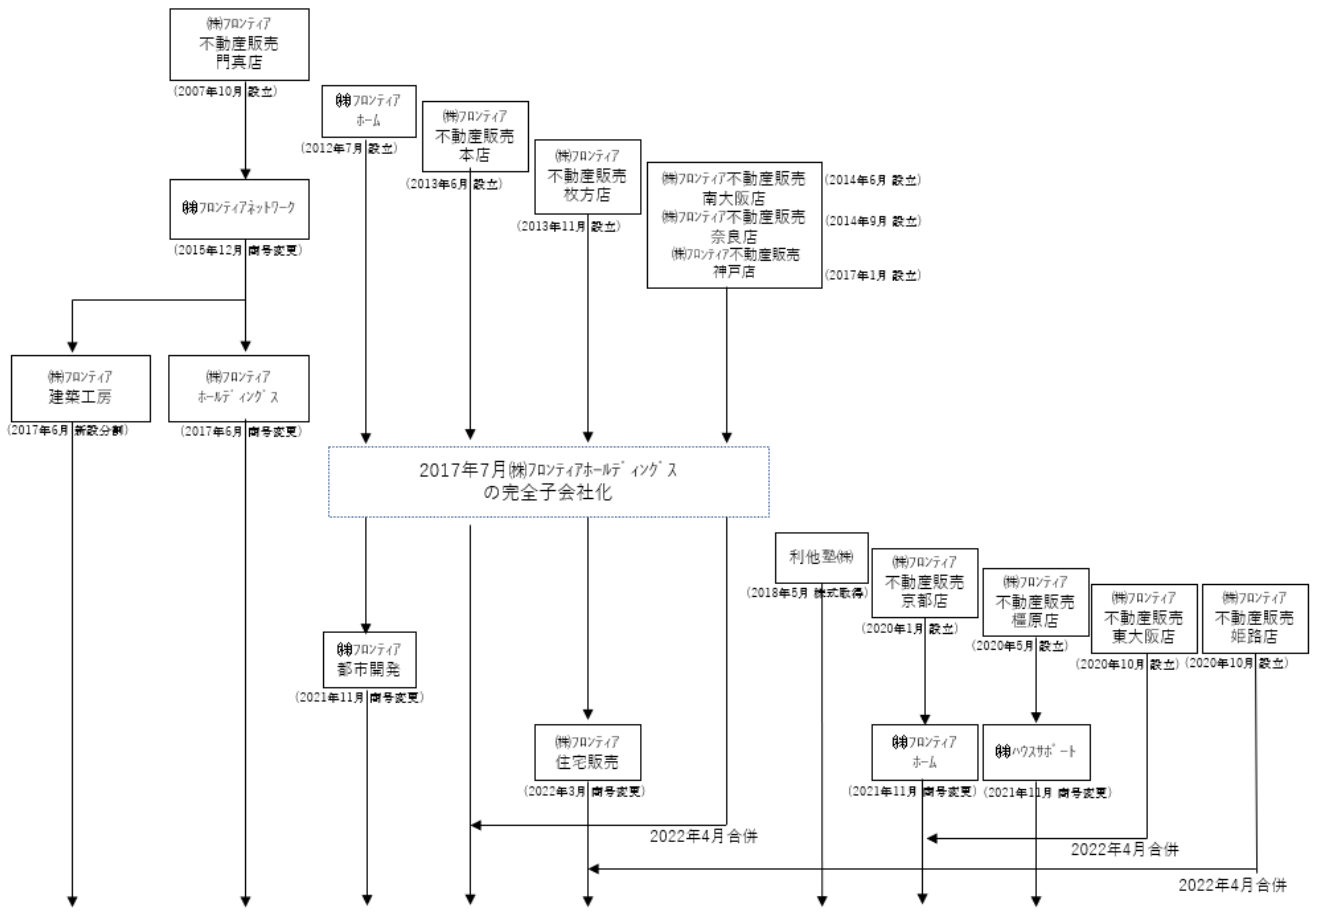 ㈱フロンティア
不動産販売
門真店
(2007年10月 設立)
㈱フロンティア
ホーム
(2012年7月 設立)
㈱フロンティア
不動産販売
本店
(2013年6月 設立)
㈱フロンティア
不動産販売
枚方店
(2013年11月 設立)
㈱フロンティア不動産販売
南大阪店
(2014年6月 設立)
㈱フロンティア不動産販売
奈良店
(2014年9月 設立)
㈱フロンティア不動産販売
神戸店
(2017年1月 設立)
㈱フロンティアネットワーク
(2015年12月 商号変更)
㈱フロンティア
建築工房
(2017年6月 新設分割)
㈱フロンティア
ホールディングス
(2017年6月 商号変更)
2017年7月㈱フロンティアホールディングス
の完全子会社化
利他塾㈱
(2018年5月 株式取得)
㈱フロンティア
不動産販売
京都店
(2020年1月 設立)
㈱フロンティア
不動産販売
橿原店
(2020年5月 設立)
㈱フロンティア
不動産販売
東大阪店
(2020年10月 設立)
㈱フロンティア
不動産販売
姫路店
(2020年10月 設立)
㈱フロンティア
都市開発
(2021年11月 商号変更)
㈱フロンティア
住宅販売
(2022年3月 商号変更)
㈱フロンティア
ホーム
(2021年11月 商号変更)
㈱ハウスサポート
(2021年11月 商号変更)
2022年4月合併
2022年4月合併
2022年4月合併